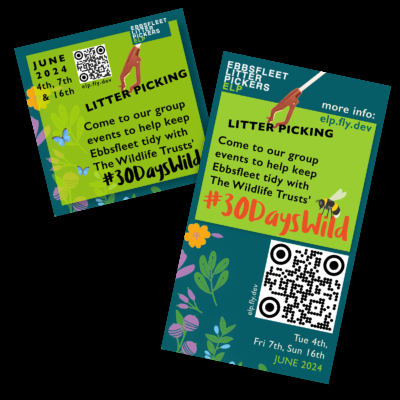 JUNE
2024
4th, 7th
& 16th
elp.fly.dev
EBBSFLEET
LITTER
PICKERS
ELP
LITTER PICKING
Come to our group
events to help keep
Ebbsfleet tidy with
The Wildlife Trusts'
#30DaysWild
EBBSFLEET
LITTER
PICKERS
ELP
more info:
elp.fly.dev
LITTER PICKING
Come to our group
events to help keep
Ebbsfleet tidy with
The Wildlife Trusts'
#30DaysWild
elp.fly.dev
Tue 4th,
Fri 7th, Sun 16th
JUNE 2024